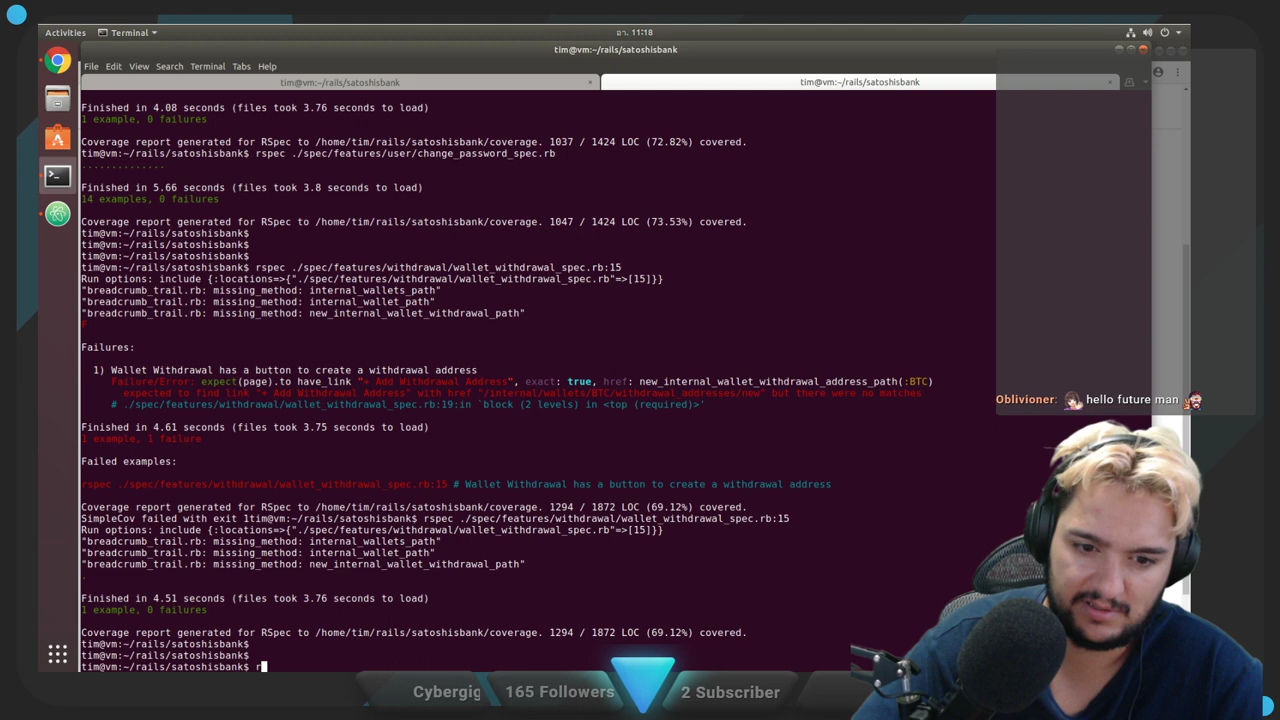 Activities
Terminal
อา. 11:18
tim@vm:~/rails/satoshisbank
File Edit View Search Terminal Tabs Help
tim@vm:~/rails/satoshisbank
tim@vm:~/rails/satoshisbank
Finished in 4.08 seconds (files took 3.76 seconds to load)
1 example, 0 failures
Coverage report generated for RSpec to /home/tim/rails/satoshisbank/coverage. 1037 / 1424 LOC (72.82%) covered.
tim@vm:~/rails/satoshisbank$ rspec ./spec/features/user/change_password_spec.rb
..............
Finished in 5.66 seconds (files took 3.8 seconds to load)
14 examples, 0 failures
Coverage report generated for RSpec to /home/tim/rails/satoshisbank/coverage. 1047 / 1424 LOC (73.53%) covered.
tim@vm:~/rails/satoshisbank$
tim@vm:~/rails/satoshisbank$
tim@vm:~/rails/satoshisbank$
tim@vm:~/rails/satoshisbank$ rspec ./spec/features/withdrawal/wallet_withdrawal_spec.rb:15
Run options: include {:locations=>{"./spec/features/withdrawal/wallet_withdrawal_spec.rb"=>[15]}}
"breadcrumb_trail.rb: missing_method: internal_wallets_path"
"breadcrumb_trail.rb: missing_method: internal_wallet_path"
"breadcrumb_trail.rb: missing_method: new_internal_wallet_withdrawal_path"
F
Failures:
1) Wallet Withdrawal has a button to create a withdrawal address
Failure/Error: expect(page).to have_link "+ Add Withdrawal Address", exact: true, href: new_internal_wallet_withdrawal_address_path(:BTC)
expected to find link "+ Add Withdrawal Address" with href "/internal/wallets/BTC/withdrawal_addresses/new" but there were no matches
# ./spec/features/withdrawal/wallet_withdrawal_spec.rb:19:in `block (2 levels) in <top (required)>'
Finished in 4.61 seconds (files took 3.75 seconds to load)
1 example, 1 failure
Failed examples:
rspec ./spec/features/withdrawal/wallet_withdrawal_spec.rb:15 # Wallet Withdrawal has a button to create a withdrawal address
Coverage report generated for RSpec to /home/tim/rails/satoshisbank/coverage. 1294 / 1872 LOC (69.12%) covered.
SimpleCov failed with exit 1tim@vm:~/rails/satoshisbank$ rspec ./spec/features/withdrawal/wallet_withdrawal_spec.rb:15
Run options: include {:locations=>{"./spec/features/withdrawal/wallet_withdrawal_spec.rb"=>[15]}}
"breadcrumb_trail.rb: missing_method: internal_wallets_path"
"breadcrumb_trail.rb: missing_method: internal_wallet_path"
"breadcrumb_trail.rb: missing_method: new_internal_wallet_withdrawal_path"
.
Finished in 4.51 seconds (files took 3.76 seconds to load)
1 example, 0 failures
Coverage report generated for RSpec to /home/tim/rails/satoshisbank/coverage. 1294 / 1872 LOC (69.12%) covered.
tim@vm:~/rails/satoshisbank$
tim@vm:~/rails/satoshisbank$
tim@vm:~/rails/satoshisbank$ r
Oblivioner: hello future man
Cybergig
165 Followers
2 Subscriber